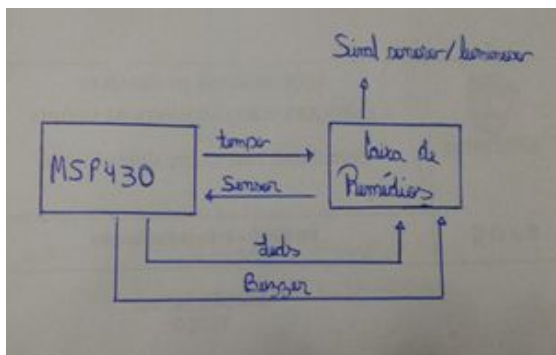 Sinal sonoro/luminoso
MSP430
tempo
Sensor
Caixa de
Remédios
Leds
Buzzer